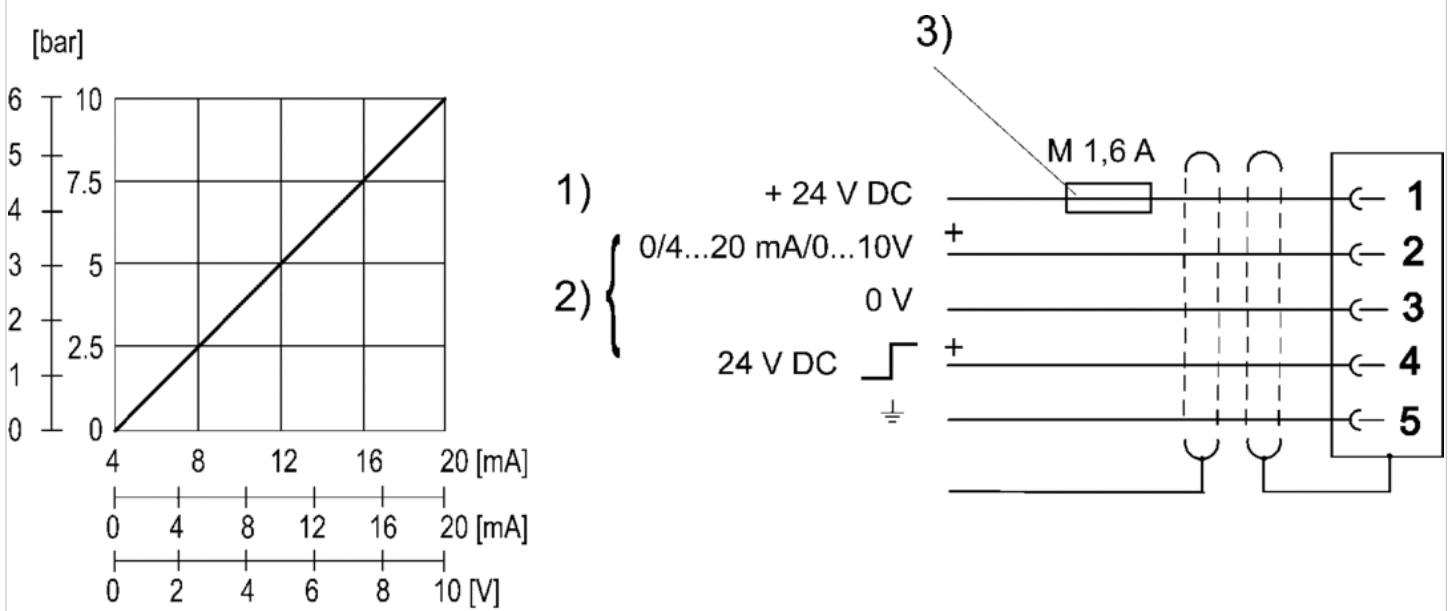 [bar]
6
5
4
3
2
1
0
10
7.5
5
2.5
0
4 8 12 16 20 [mA]
0 4 8 12 16 20 [mA]
0 2 4 6 8 10 [V]
3)
M 1,6 A
1) + 24 V DC 1
0/4...20 mA/0...10V + 2
2)
0 V 3
24 V DC + 4
5